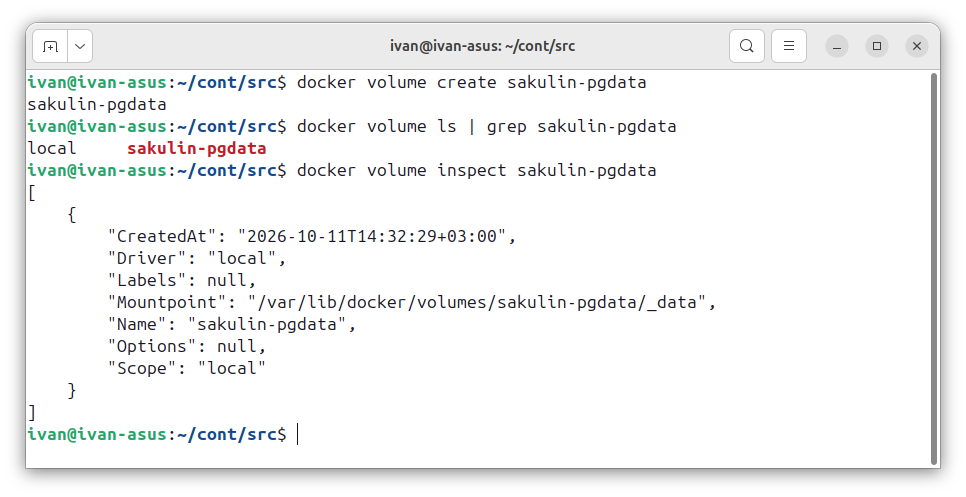 ivan@ivan-asus: ~/cont/src
ivan@ivan-asus:~/cont/src$ docker volume create sakulin-pgdata
sakulin-pgdata
ivan@ivan-asus:~/cont/src$ docker volume ls | grep sakulin-pgdata
local     sakulin-pgdata
ivan@ivan-asus:~/cont/src$ docker volume inspect sakulin-pgdata
[
    {
        "CreatedAt": "2026-10-11T14:32:29+03:00",
        "Driver": "local",
        "Labels": null,
        "Mountpoint": "/var/lib/docker/volumes/sakulin-pgdata/_data",
        "Name": "sakulin-pgdata",
        "Options": null,
        "Scope": "local"
    }
]
ivan@ivan-asus:~/cont/src$